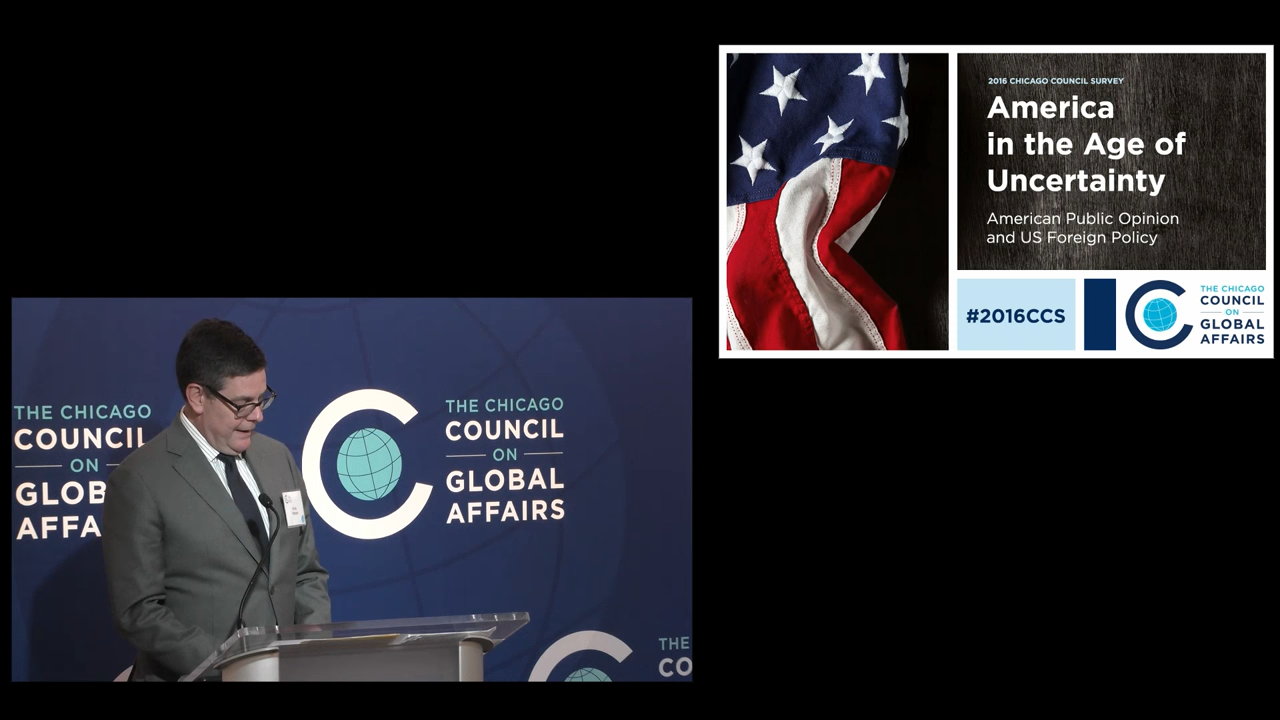 2016 CHICAGO COUNCIL SURVEY
America
in the Age of
Uncertainty
American Public Opinion
and US Foreign Policy
#2016CCS
THE CHICAGO
COUNCIL
ON
GLOBAL
AFFAIRS
THE CHICAGO
COUNCIL
ON
GLOB
AFFA
THE CHICAGO
COUNCIL
ON
GLOBAL
AFFAIRS
THE
CO